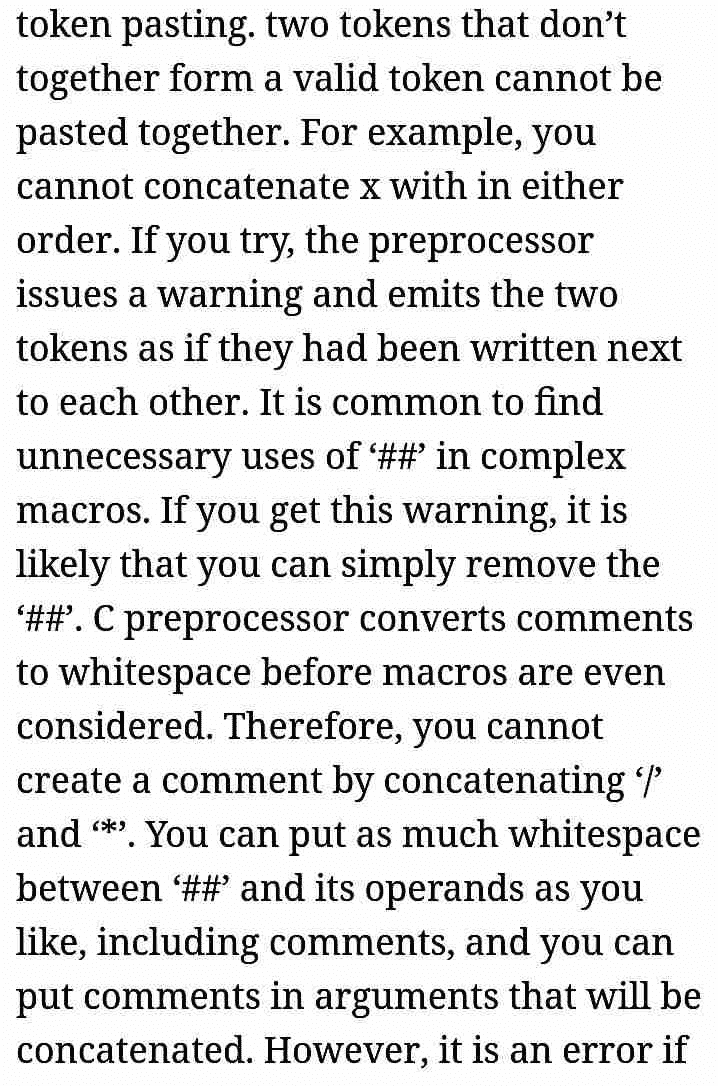 token pasting. two tokens that don’t
together form a valid token cannot be
pasted together. For example, you
cannot concatenate x with in either
order. If you try, the preprocessor
issues a warning and emits the two
tokens as if they had been written next
to each other. It is common to find
unnecessary uses of ‘##’ in complex
macros. If you get this warning, it is
likely that you can simply remove the
‘##’. C preprocessor converts comments
to whitespace before macros are even
considered. Therefore, you cannot
create a comment by concatenating ‘/’
and ‘*’. You can put as much whitespace
between ‘##’ and its operands as you
like, including comments, and you can
put comments in arguments that will be
concatenated. However, it is an error if